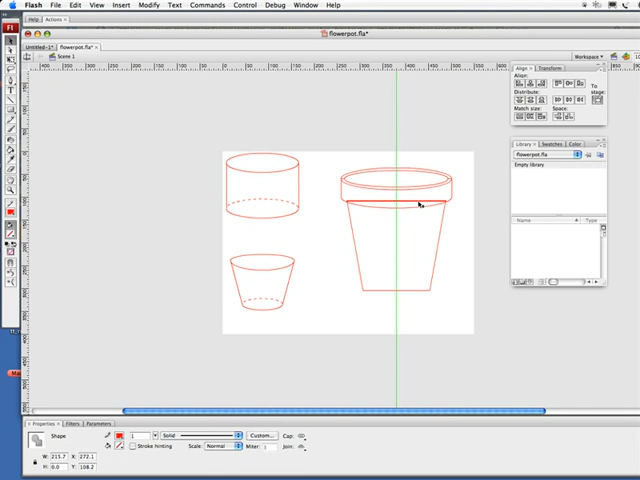 Flash File Edit View Insert Modify Text Commands Control Debug Window Help
Help Actions ×
flowerpot.fla*
Untitled-1* flowerpot.fla* ×
Scene 1 Workspace
Align × Transform
Align:
Distribute:
To stage:
Match size: Space:
Library × Swatches Color
flowerpot.fla
Empty library
Name Type
Properties × Filters Parameters
Shape 1 Solid Custom... Cap:
Stroke hinting Scale: Normal Miter:
W: 215.7 X: 272.1
H: 0.0 Y: 108.2